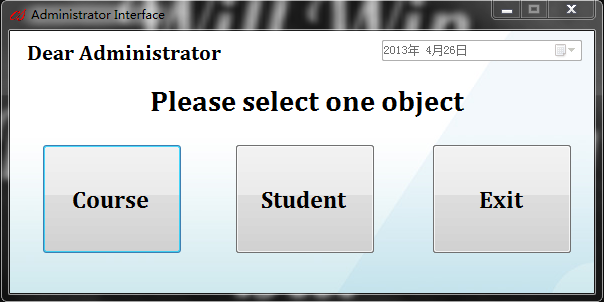 Administrator Interface
Dear Administrator
2013年 4月26日
Please select one object
Course
Student
Exit